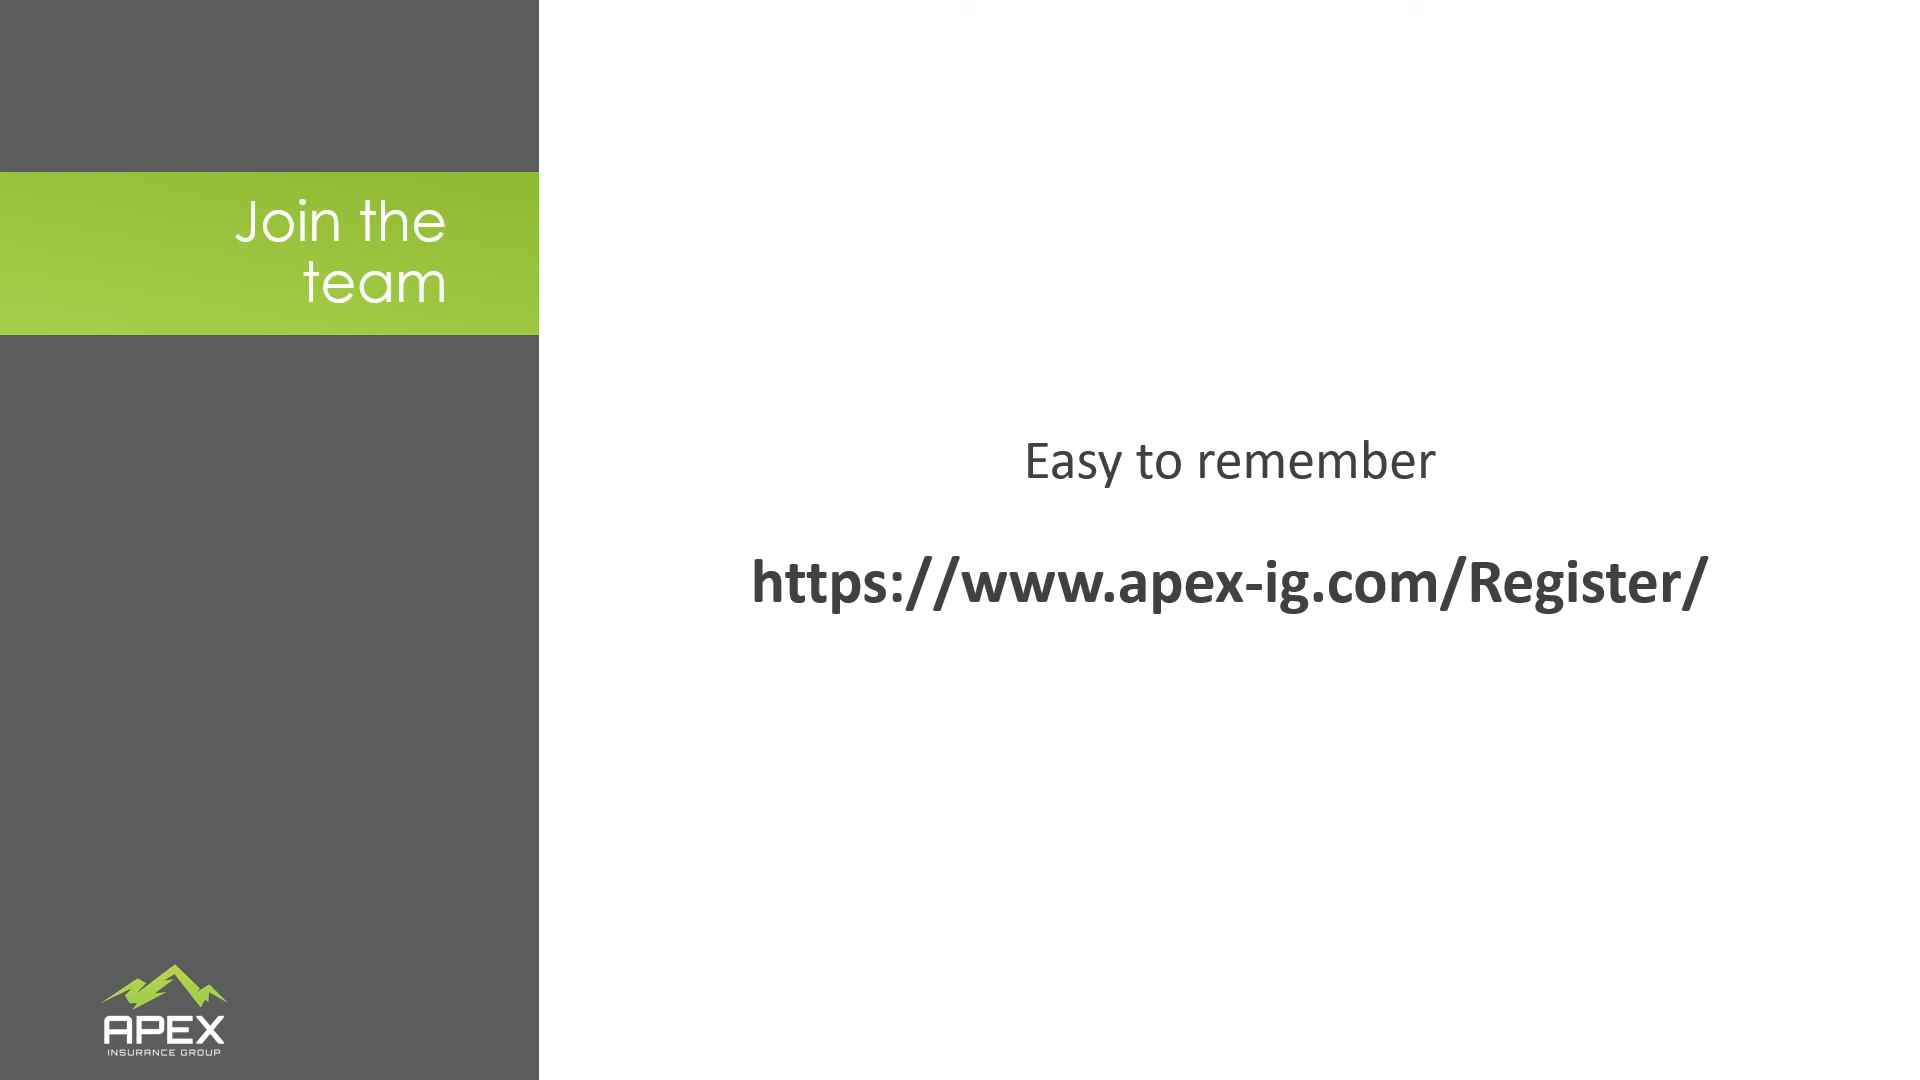 Join the
team
Easy to remember
https://www.apex-ig.com/Register/
APEX
INSURANCE GROUP